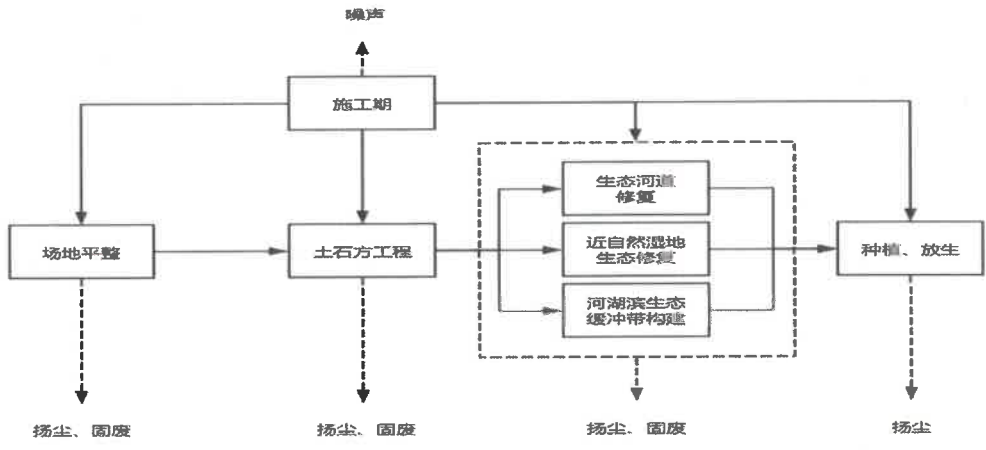 噪声
施工期
生态河道
修复
场地平整
土石方工程
近自然湿地
生态修复
种植、放生
河湖滨生态
缓冲带构建
扬尘、固废
扬尘、固废
扬尘、固废
扬尘